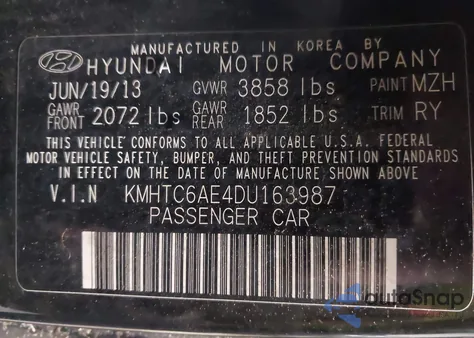 MANUFACTURED IN KOREA BY
HYUNDAI MOTOR COMPANY
JUN/19/13 GVWR 3858 lbs PAINT MZH
GAWR FRONT 2072 lbs GAWR REAR 1852 lbs TRIM RY
THIS VEHICLE CONFORMS TO ALL APPLICABLE U.S.A. FEDERAL
MOTOR VEHICLE SAFETY, BUMPER, AND THEFT PREVENTION STANDARDS
IN EFFECT ON THE DATE OF MANUFACTURE SHOWN ABOVE
V.I.N KMHTC6AE4DU163987
PASSENGER CAR
autoSnap